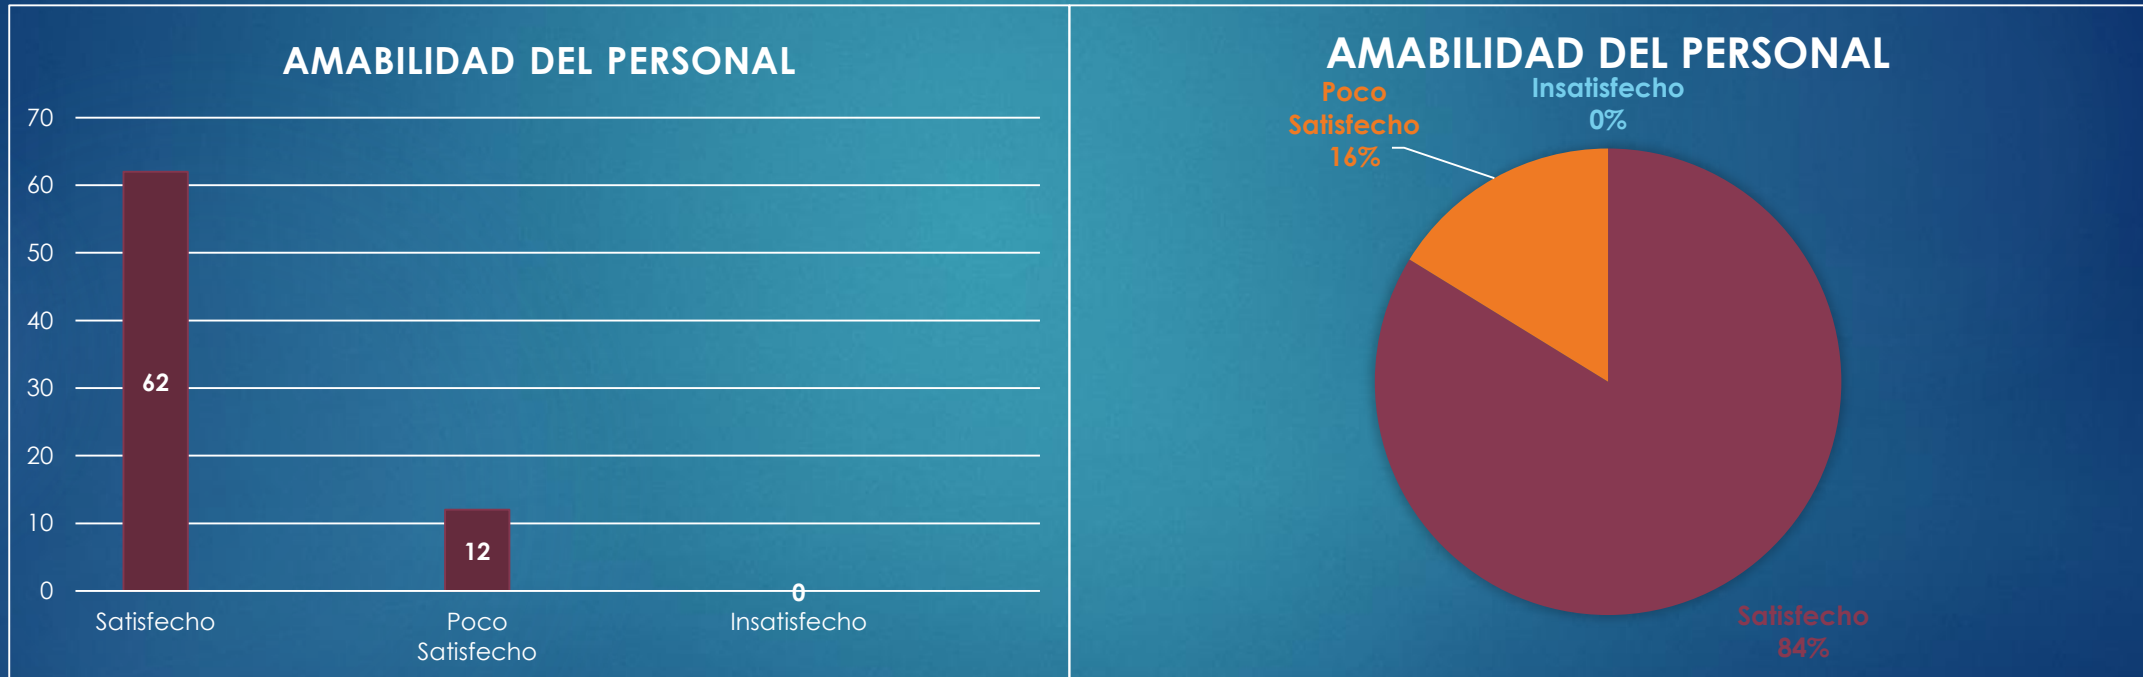 AMABILIDAD DEL PERSONAL
70
60
50
40
30
20
10
0
62
12
0
Satisfecho
Poco
Satisfecho
Insatisfecho
AMABILIDAD DEL PERSONAL
Poco
Satisfecho
16%
Insatisfecho
0%
Satisfecho
84%